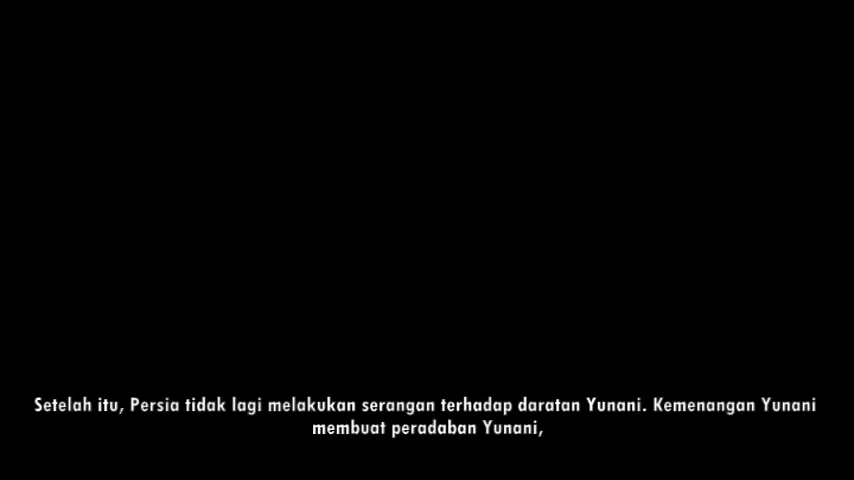 Setelah itu, Persia tidak lagi melakukan serangan terhadap daratan Yunani. Kemenangan Yunani
membuat peradaban Yunani,